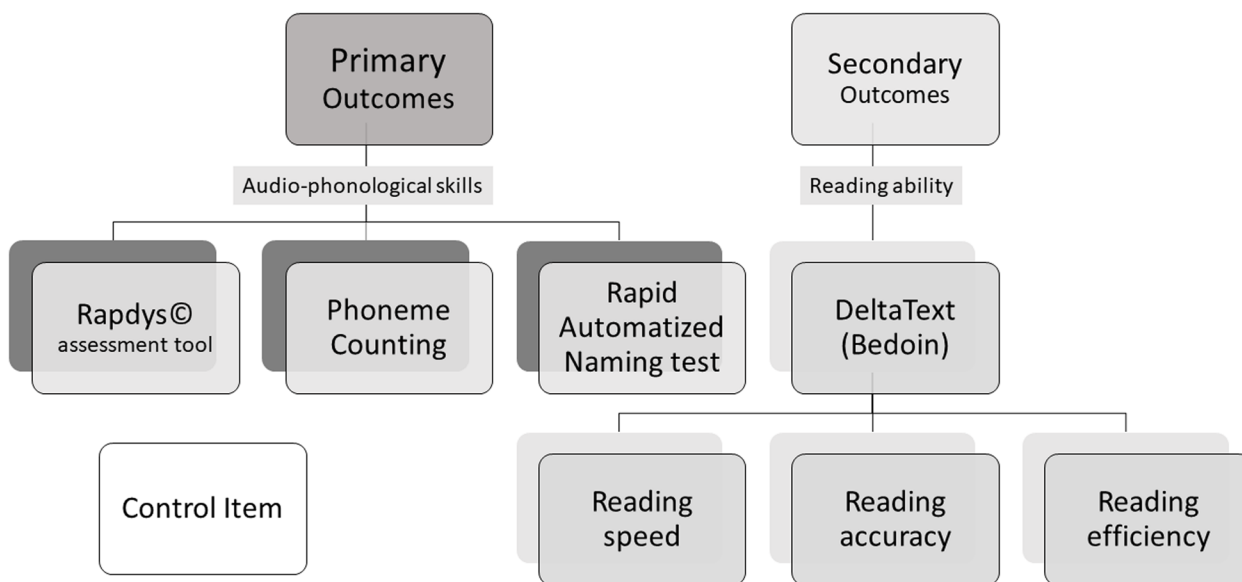 Primary
Outcomes
Secondary
Outcomes
Audio-phonological skills
Reading ability
Rapdys©
assessment tool
Phoneme
Counting
Rapid
Automatized
Naming test
DeltaText
(Bedoin)
Control Item
Reading
speed
Reading
accuracy
Reading
efficiency